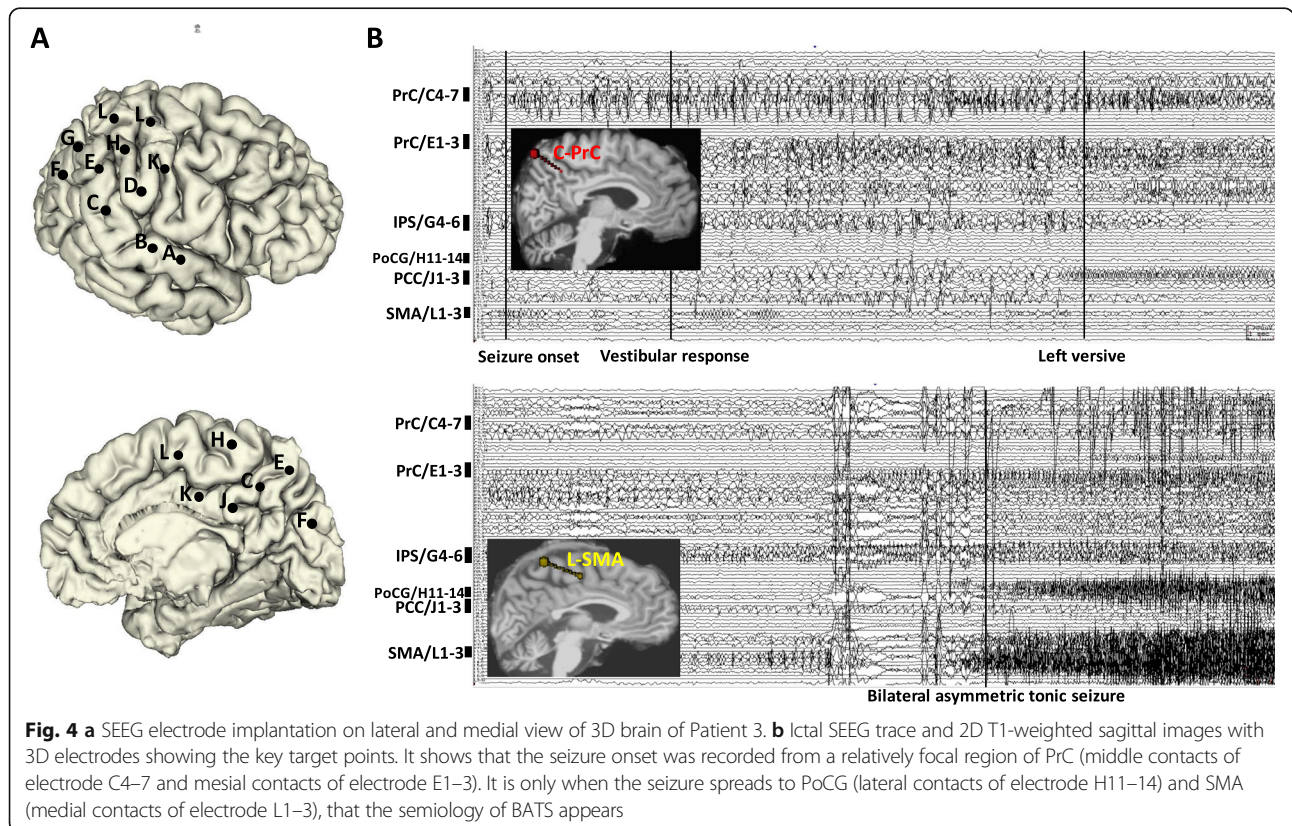 A
B
L
L
G
H
F
E
K
D
C
B
A
H
L
E
C
K
J
F
PrC/C4-7
PrC/E1-3
C-PrC
IPS/G4-6
PoCG/H11-14
PCC/J1-3
SMA/L1-3
Seizure onset Vestibular response Left versive
PrC/C4-7
PrC/E1-3
IPS/G4-6
L-SMA
PoCG/H11-14
PCC/J1-3
SMA/L1-3
Bilateral asymmetric tonic seizure
Fig. 4 a SEEG electrode implantation on lateral and medial view of 3D brain of Patient 3. b Ictal SEEG trace and 2D T1-weighted sagittal images with
3D electrodes showing the key target points. It shows that the seizure onset was recorded from a relatively focal region of PrC (middle contacts of
electrode C4–7 and mesial contacts of electrode E1–3). It is only when the seizure spreads to PoCG (lateral contacts of electrode H11–14) and SMA
(medial contacts of electrode L1–3), that the semiology of BATS appears